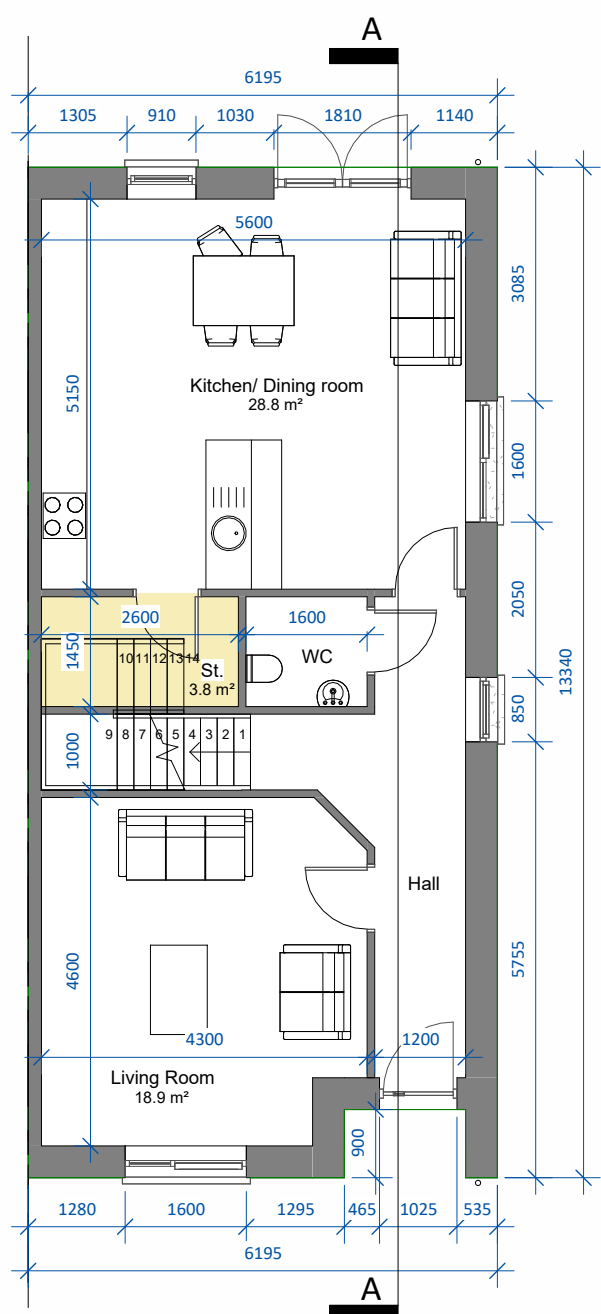 A
6195
1305 910 1030 1810 1140
5600
3085
5150
Kitchen/ Dining room
28.8 m²
1600
2050
13340
2600
1600
1450
10 11 12 13 14
St.
3.8 m²
WC
850
1000
9 8 7 6 5 4 3 2 1
Hall
5755
4600
4300
1200
Living Room
18.9 m²
900
1280 1600 1295 465 1025 535
6195
A